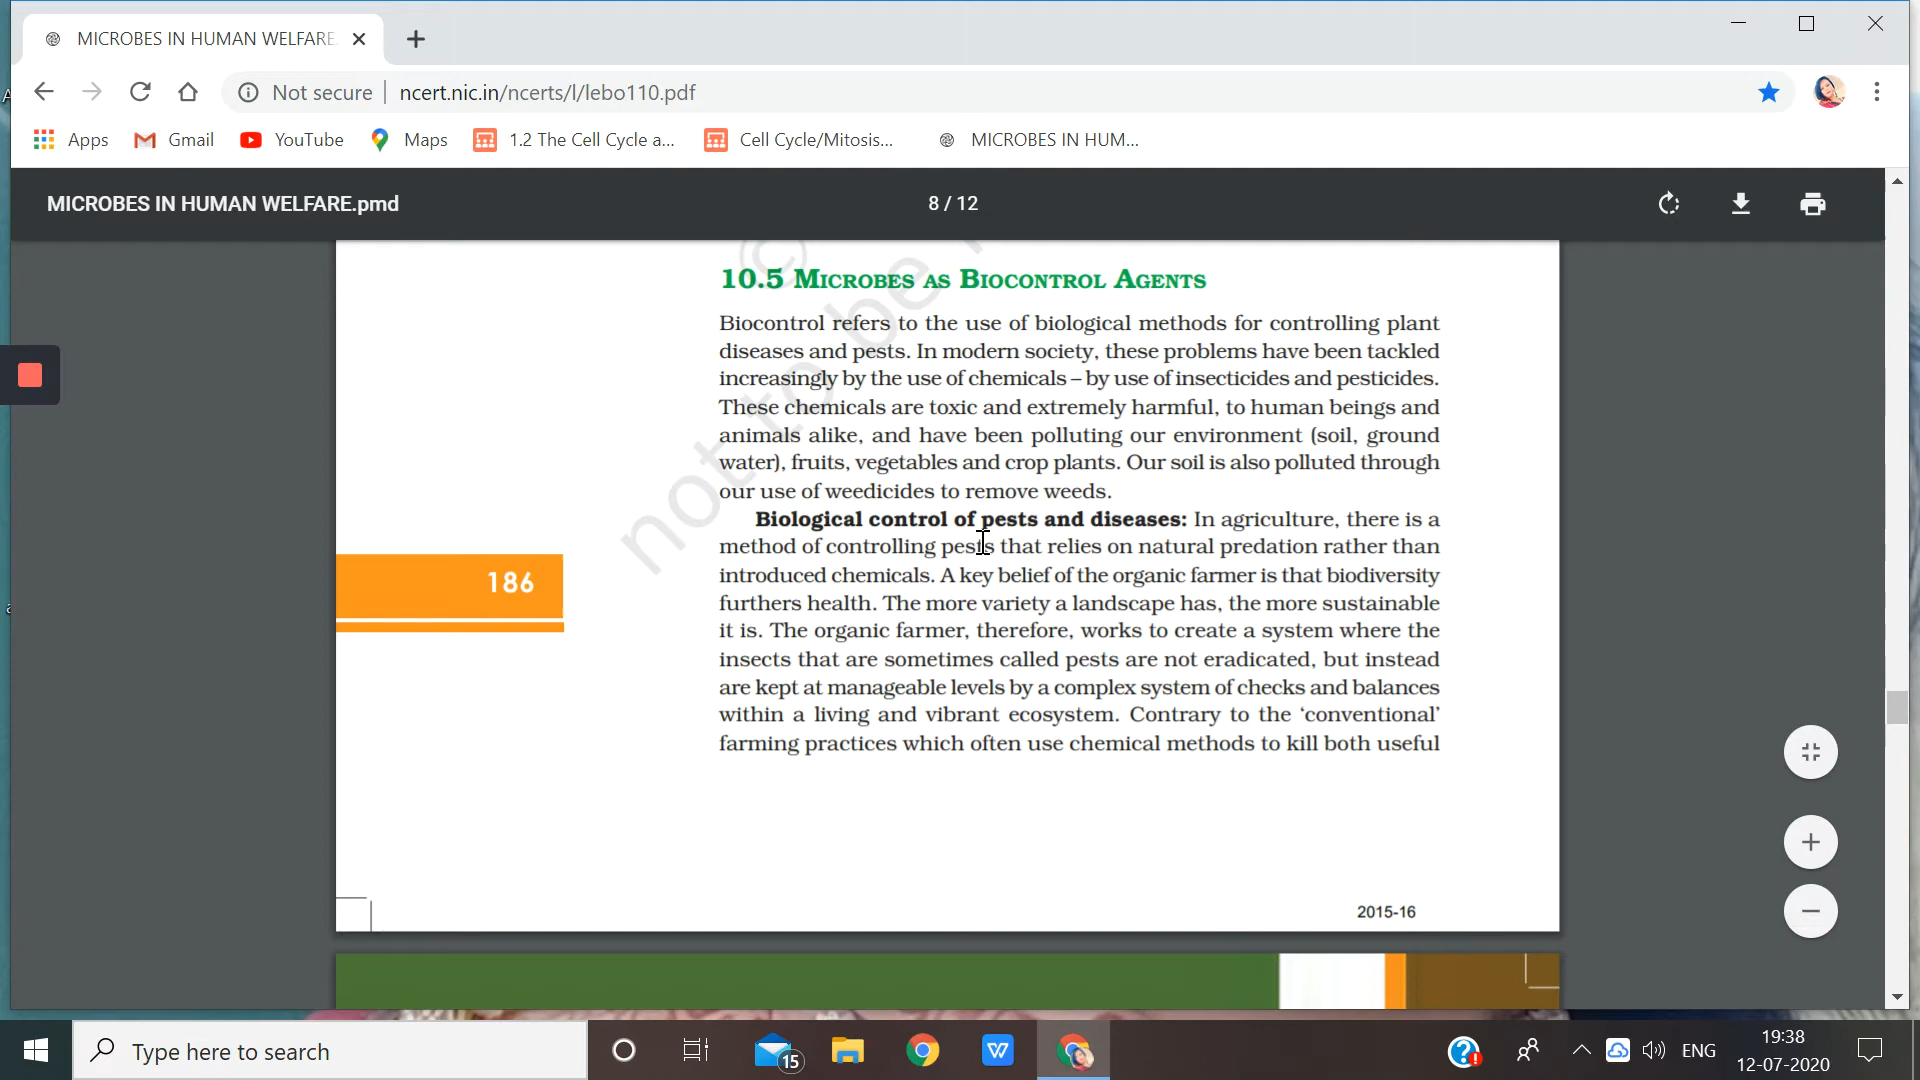 MICROBES IN HUMAN WELFARE
Not secure
ncert.nic.in/ncerts/l/lebo110.pdf
Apps
Gmail
YouTube
Maps
1.2 The Cell Cycle a...
Cell Cycle/Mitosis...
MICROBES IN HUM...
MICROBES IN HUMAN WELFARE.pmd
8 / 12
© not to be
10.5 MICROBES AS BIOCONTROL AGENTS
Biocontrol refers to the use of biological methods for controlling plant
diseases and pests. In modern society, these problems have been tackled
increasingly by the use of chemicals – by use of insecticides and pesticides.
These chemicals are toxic and extremely harmful, to human beings and
animals alike, and have been polluting our environment (soil, ground
water), fruits, vegetables and crop plants. Our soil is also polluted through
our use of weedicides to remove weeds.
Biological control of pests and diseases: In agriculture, there is a
method of controlling pests that relies on natural predation rather than
introduced chemicals. A key belief of the organic farmer is that biodiversity
furthers health. The more variety a landscape has, the more sustainable
it is. The organic farmer, therefore, works to create a system where the
insects that are sometimes called pests are not eradicated, but instead
are kept at manageable levels by a complex system of checks and balances
within a living and vibrant ecosystem. Contrary to the ‘conventional’
farming practices which often use chemical methods to kill both useful
186
2015-16
Type here to search
15
W
ENG
19:38
12-07-2020